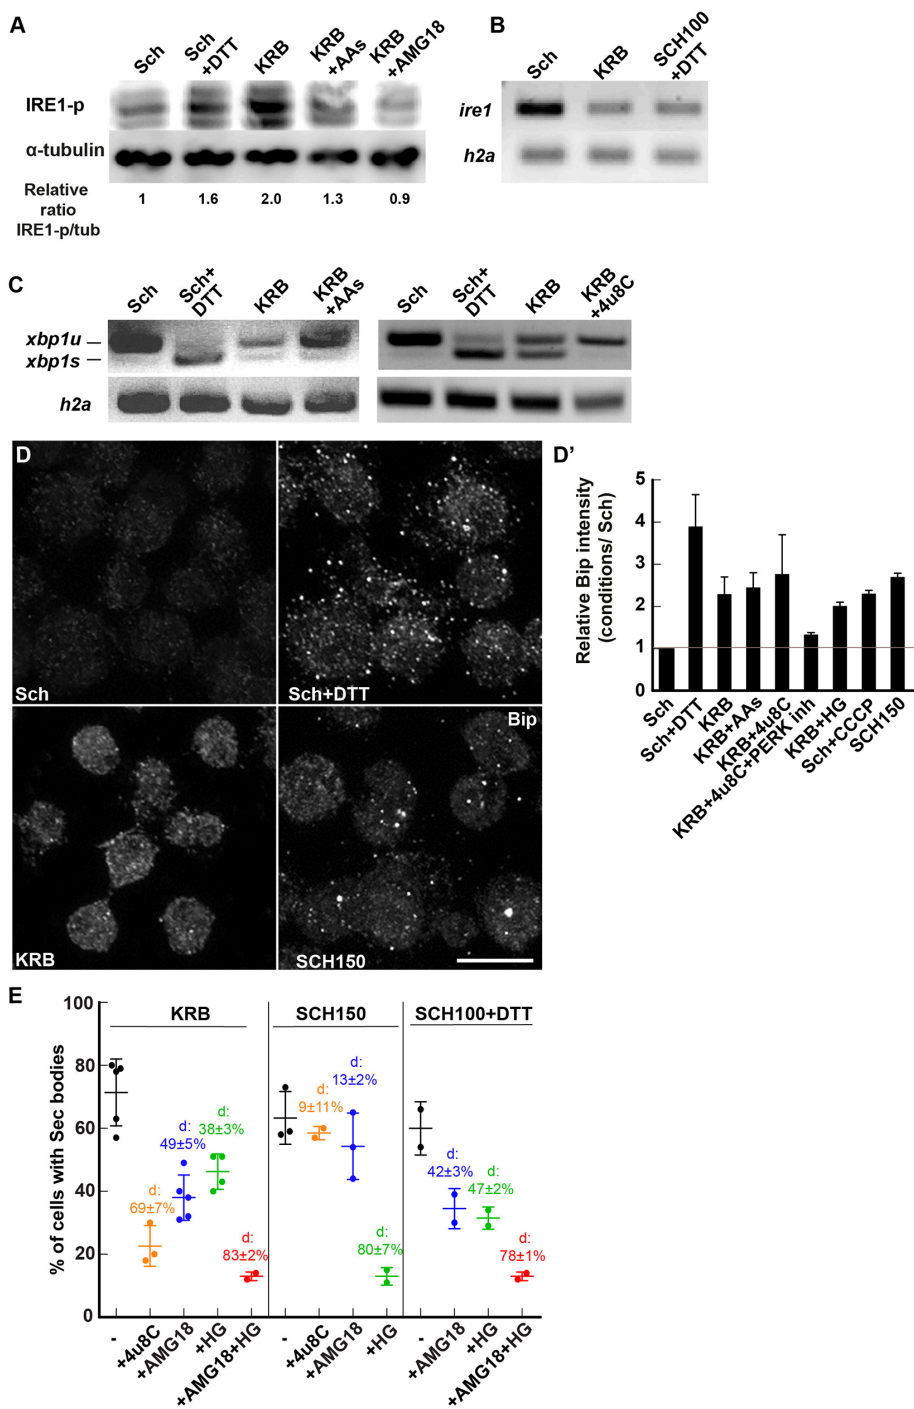 A
Sch
Sch
+DTT
KRB
KRB
+AAs
KRB
+AMG18
IRE1-p
α-tubulin
Relative
ratio
IRE1-p/tub
1
1.6
2.0
1.3
0.9
B
Sch
KRB
SCH100
+DTT
ire1
h2a
C
Sch
Sch+
DTT
KRB
KRB
+AAs
xbp1u
xbp1s
h2a
Sch
Sch+
DTT
KRB
KRB
+4u8C
D
Sch
Sch+DTT
Bip
KRB
SCH150
D'
Relative Bip intensity
(conditions/ Sch)
5
4
3
2
1
0
Sch
Sch+DTT
KRB
KRB+AAs
KRB+4u8C
KRB+4u8C+PERK inh
KRB+HG
Sch+CCCP
SCH150
E
% of cells with Sec bodies
100
80
60
40
20
0
KRB
SCH150
SCH100+DTT
d:
69±7%
d:
49±5%
d:
38±3%
d:
83±2%
d:
9±11%
d:
13±2%
d:
80±7%
d:
42±3%
d:
47±2%
d:
78±1%
-
+4u8C
+AMG18
+HG
+AMG18+HG
-
+4u8C
+AMG18
+HG
-
+AMG18
+HG
+AMG18+HG